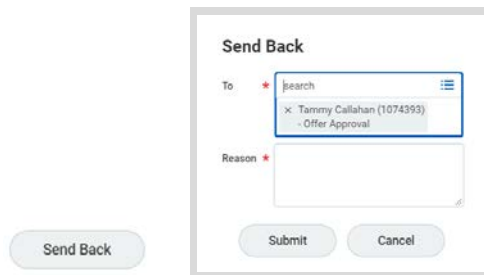 Send Back
To *
search
× Tammy Callahan (1074393)
- Offer Approval
Reason *
Submit Cancel
Send Back